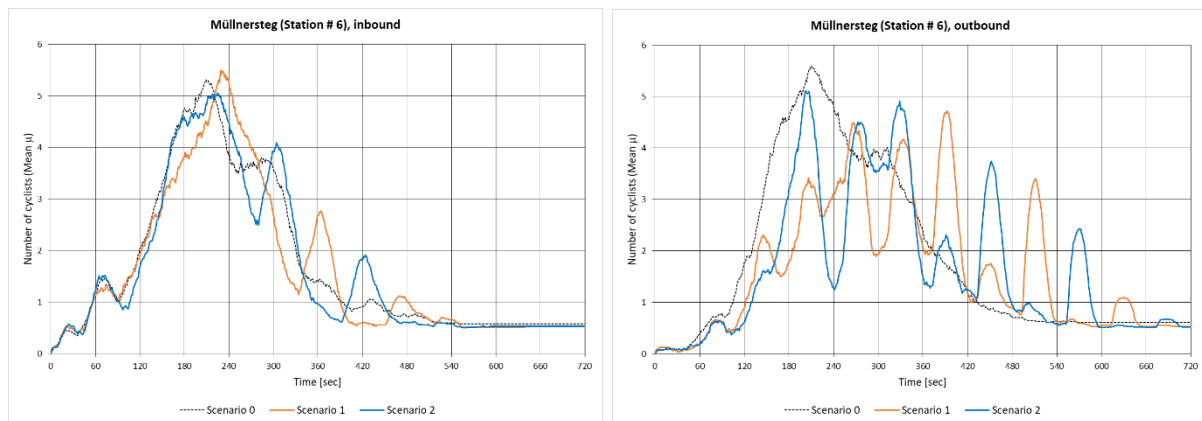 Müllnersteg (Station # 6), inbound
Number of cyclists (Mean µ)
6
5
4
3
2
1
0
0 60 120 180 240 300 360 420 480 540 600 660 720
Time [sec]
Scenario 0 Scenario 1 Scenario 2
Müllnersteg (Station # 6), outbound
Number of cyclists (Mean µ)
6
5
4
3
2
1
0
0 60 120 180 240 300 360 420 480 540 600 660 720
Time [sec]
Scenario 0 Scenario 1 Scenario 2